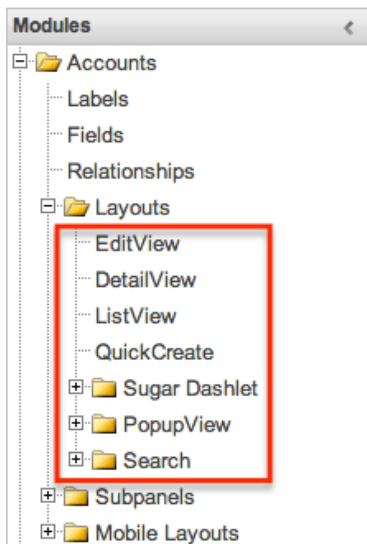 Modules
Accounts
Labels
Fields
Relationships
Layouts
EditView
DetailView
ListView
QuickCreate
Sugar Dashlet
PopupView
Search
Subpanels
Mobile Layouts